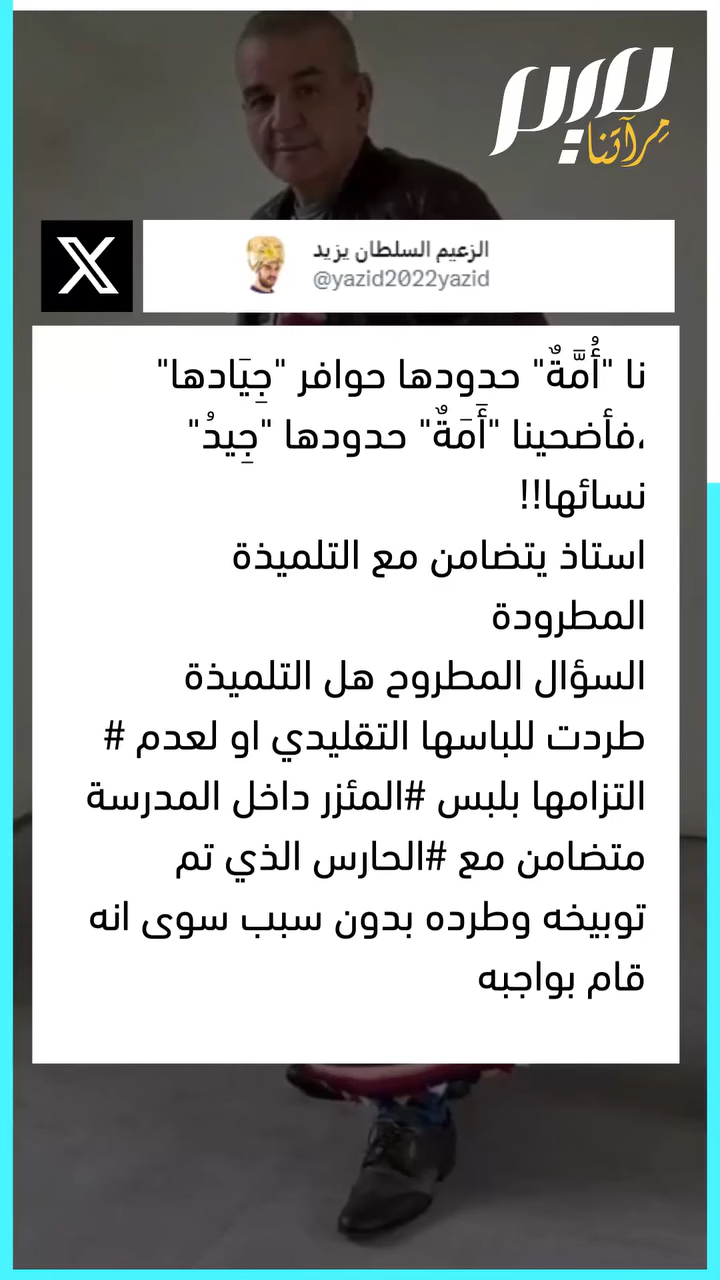 سيم
مِرآتنا
الزعيم السلطان يزيد
@yazid2022yazid
نا "أُمَّةٌ" حدودها حوافر "جِيَادها"
،فأضحينا "أَمَةٌ" حدودها "جِيدُ"
نسائها!!
استاذ يتضامن مع التلميذة
المطرودة
السؤال المطروح هل التلميذة
طردت للباسها التقليدي او لعدم #
التزامها بلبس #المئزر داخل المدرسة
متضامن مع #الحارس الذي تم
توبيخه وطرده بدون سبب سوى انه
قام بواجبه